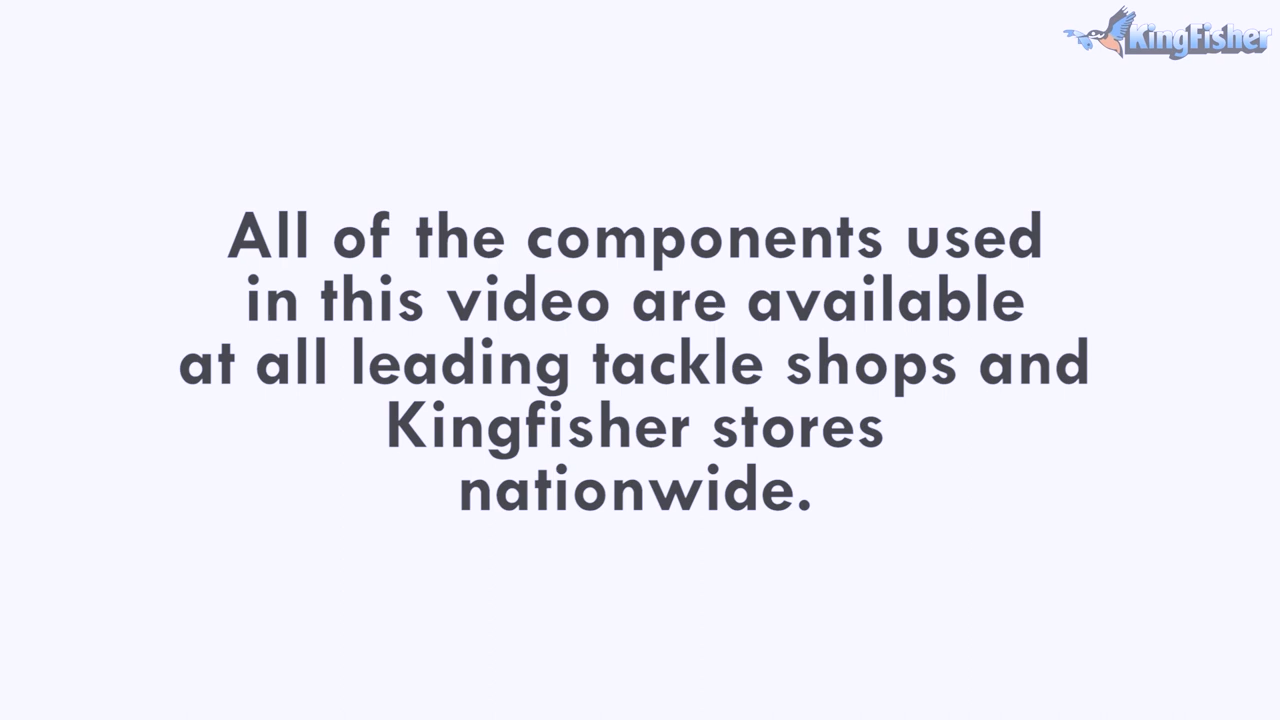 KingFisher
All of the components used
in this video are available
at all leading tackle shops and
Kingfisher stores
nationwide.